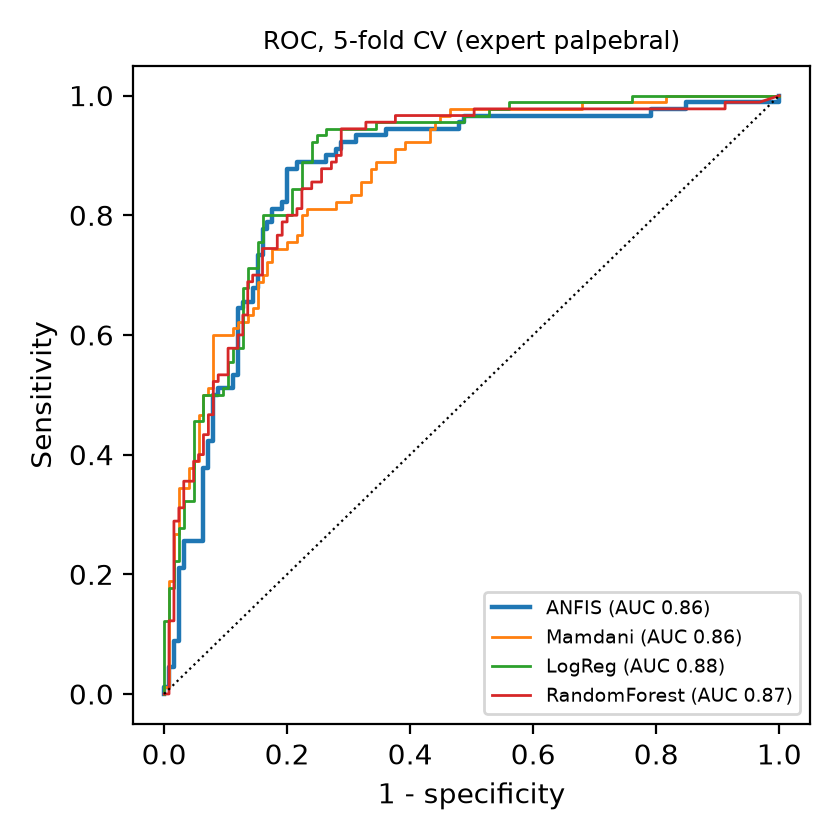 ROC, 5-fold CV (expert palpebral)
Sensitivity
1.0
0.8
0.6
0.4
0.2
0.0
0.0 0.2 0.4 0.6 0.8 1.0
1 - specificity
ANFIS (AUC 0.86)
Mamdani (AUC 0.86)
LogReg (AUC 0.88)
RandomForest (AUC 0.87)